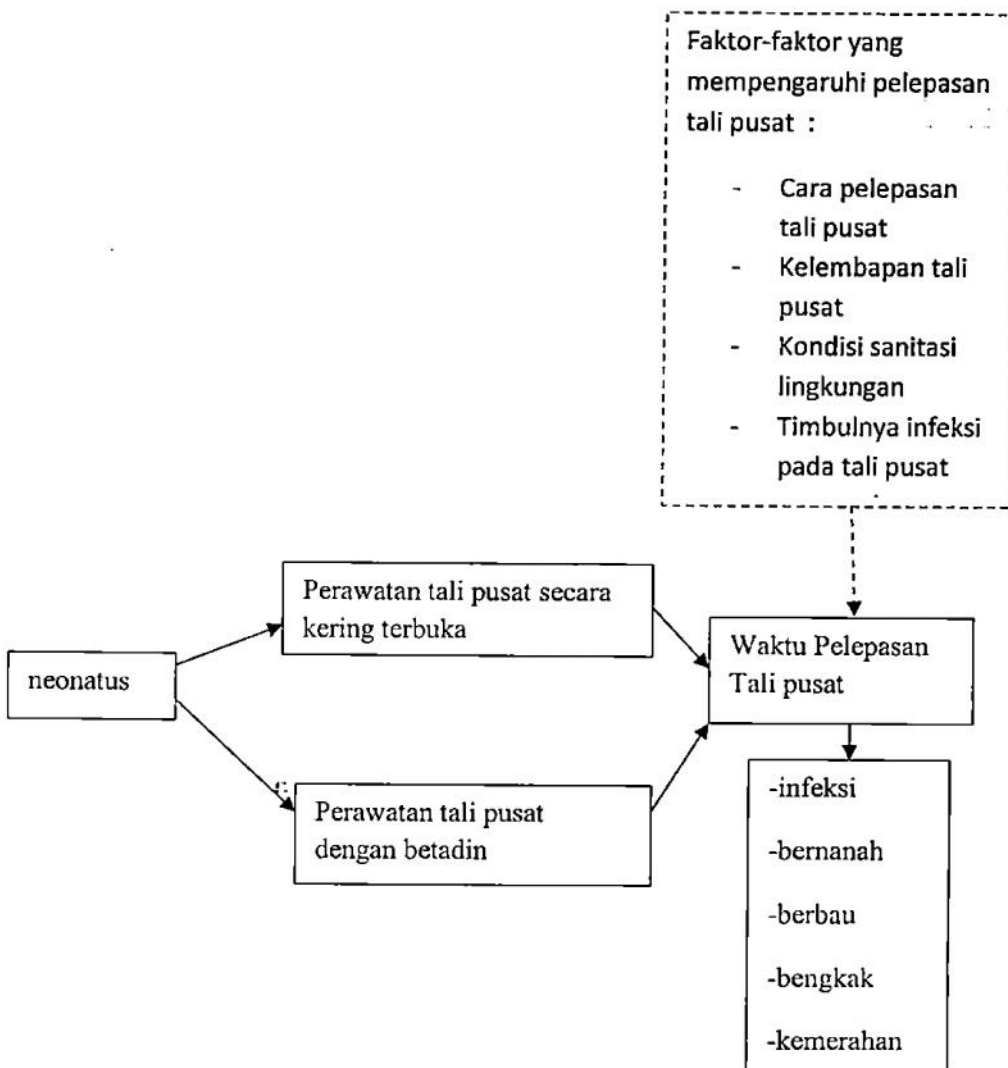 Faktor-faktor yang
mempengaruhi pelepasan
tali pusat :
- Cara pelepasan
tali pusat
- Kelembapan tali
pusat
- Kondisi sanitasi
lingkungan
- Timbulnya infeksi
pada tali pusat
Perawatan tali pusat secara
kering terbuka
Waktu Pelepasan
Tali pusat
neonatus
Perawatan tali pusat
dengan betadin
-infeksi
-bernanah
-berbau
-bengkak
-kemerahan